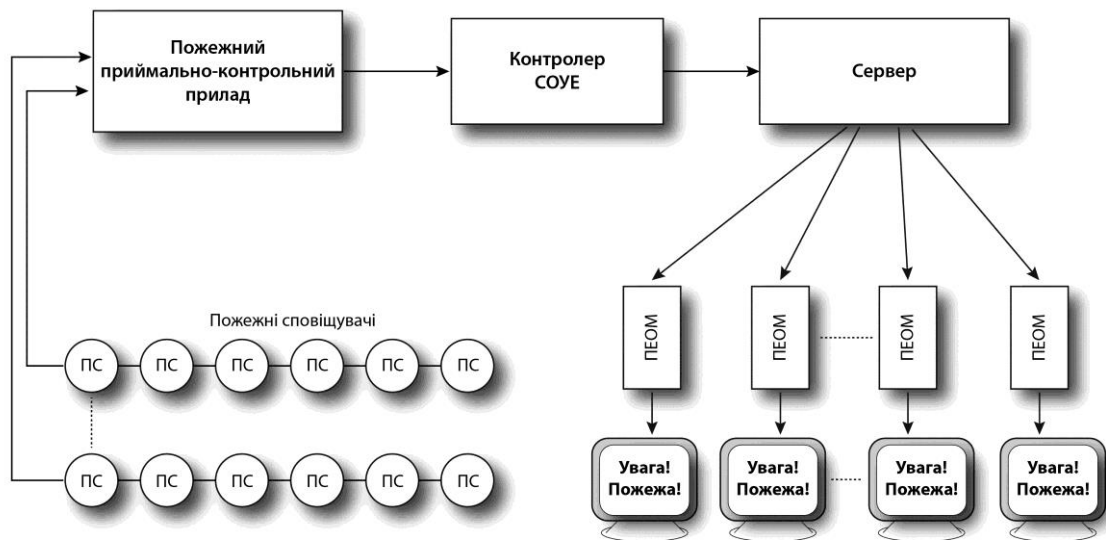 Пожежний
приймально-контрольний
прилад
Контролер
СОУЕ
Сервер
Пожежні сповіщувачі
ПС ПС ПС ПС ПС ПС
ПС ПС ПС ПС ПС ПС
ПЕОМ
ПЕОМ
ПЕОМ
ПЕОМ
Увага!
Пожежа!
Увага!
Пожежа!
Увага!
Пожежа!
Увага!
Пожежа!